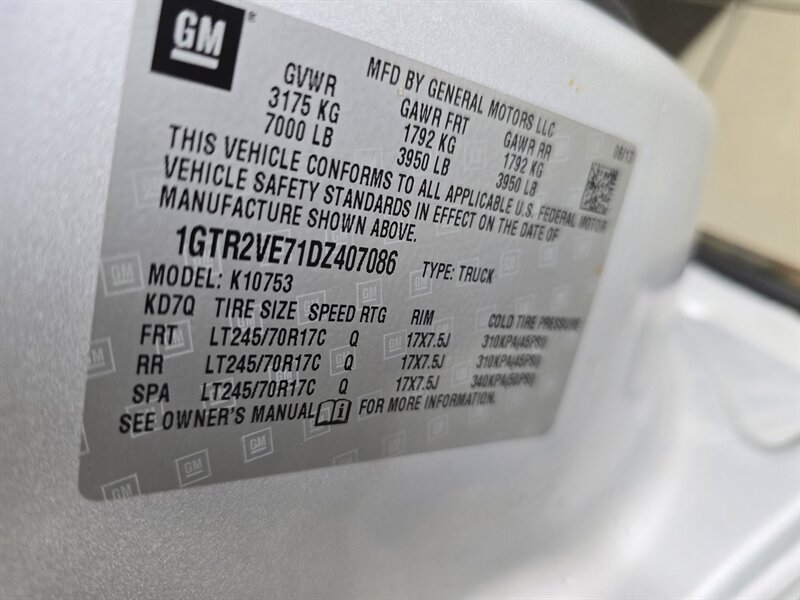 GM®
MFD BY GENERAL MOTORS LLC
08/13
GVWR GAWR FRT GAWR RR
3175 KG 1792 KG 1792 KG
7000 LB 3950 LB 3950 LB
THIS VEHICLE CONFORMS TO ALL APPLICABLE U.S. FEDERAL MOTOR
VEHICLE SAFETY STANDARDS IN EFFECT ON THE DATE OF
MANUFACTURE SHOWN ABOVE.
1GTR2VE71DZ407086 TYPE: TRUCK
MODEL: K10753
KD7Q TIRE SIZE SPEED RTG RIM COLD TIRE PRESSURE
FRT LT245/70R17C Q 17X7.5J 310KPA(45PSI)
RR LT245/70R17C Q 17X7.5J 310KPA(45PSI)
SPA LT245/70R17C Q 17X7.5J 340KPA(50PSI)
SEE OWNER'S MANUAL FOR MORE INFORMATION.